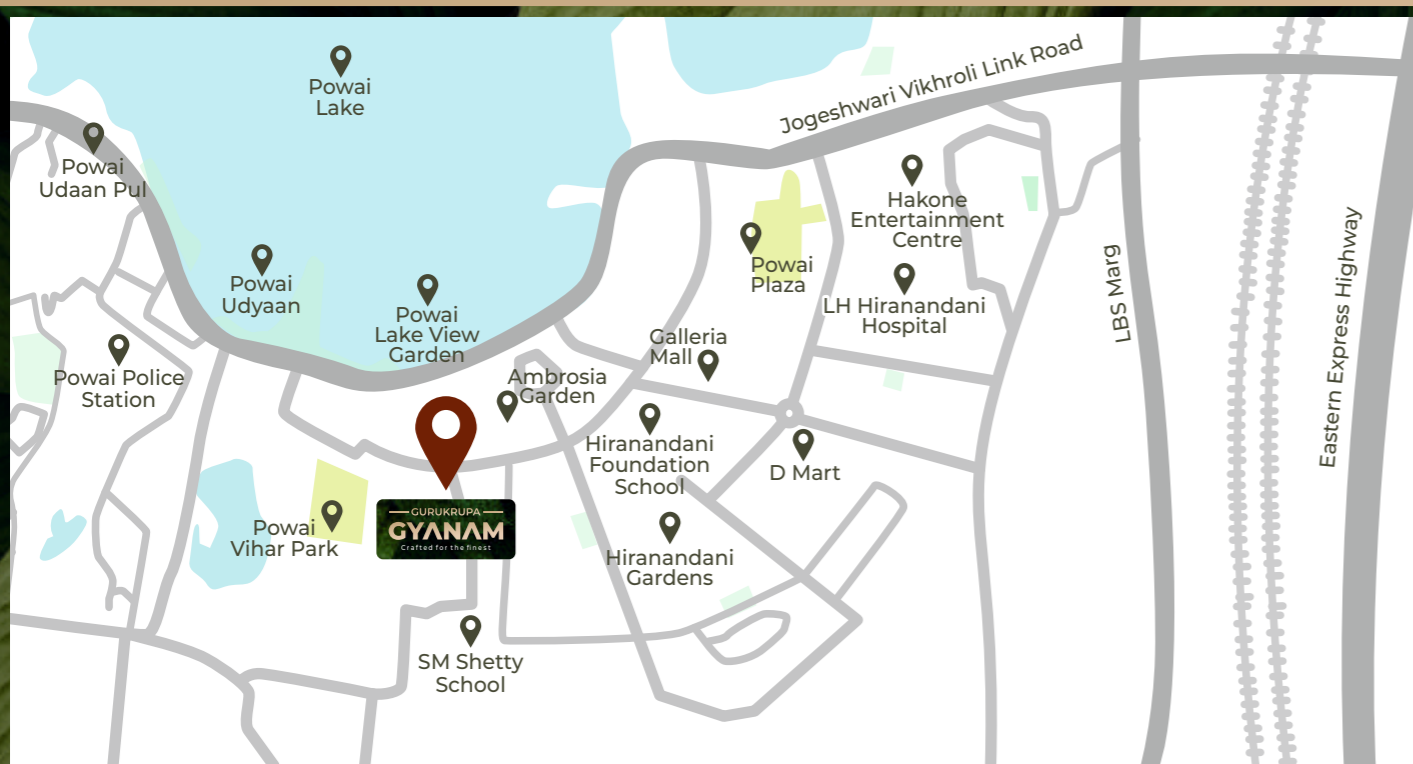 Powai
Lake
Jogeshwari Vikhroli Link Road
Powai
Udaan Pul
Hakone
Entertainment
Centre
Powai
Udyaan
Powai
Lake View
Garden
Powai
Plaza
LH Hiranandani
Hospital
LBS Marg
Eastern Express Highway
Galleria
Mall
Powai Police
Station
Ambrosia
Garden
Hiranandani
Foundation
School
D Mart
GURUKRUPA
GYANAM
Crafted for the finest
Powai
Vihar Park
Hiranandani
Gardens
SM Shetty
School